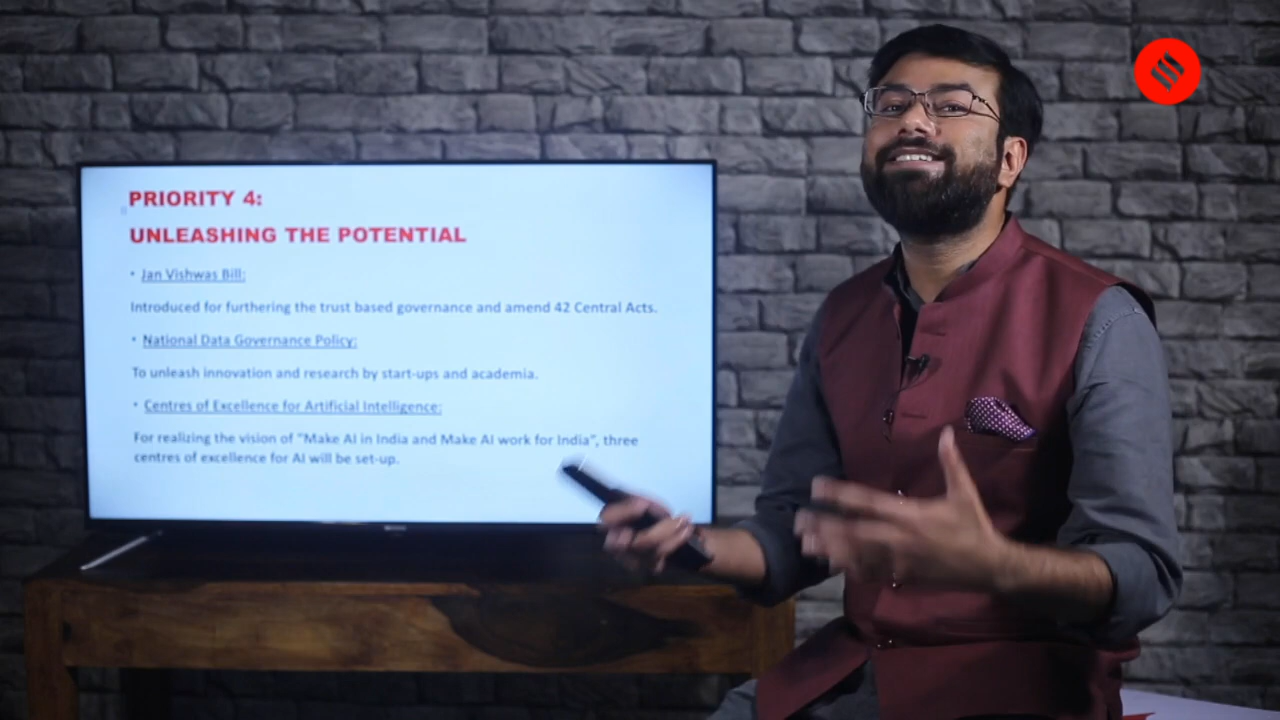 PRIORITY 4:
UNLEASHING THE POTENTIAL
• Jan Vishwas Bill:
Introduced for furthering the trust based governance and amend 42 Central Acts.
• National Data Governance Policy:
To unleash innovation and research by start-ups and academia.
• Centres of Excellence for Artificial Intelligence:
For realizing the vision of "Make AI in India and Make AI work for India", three
centres of excellence for AI will be set-up.